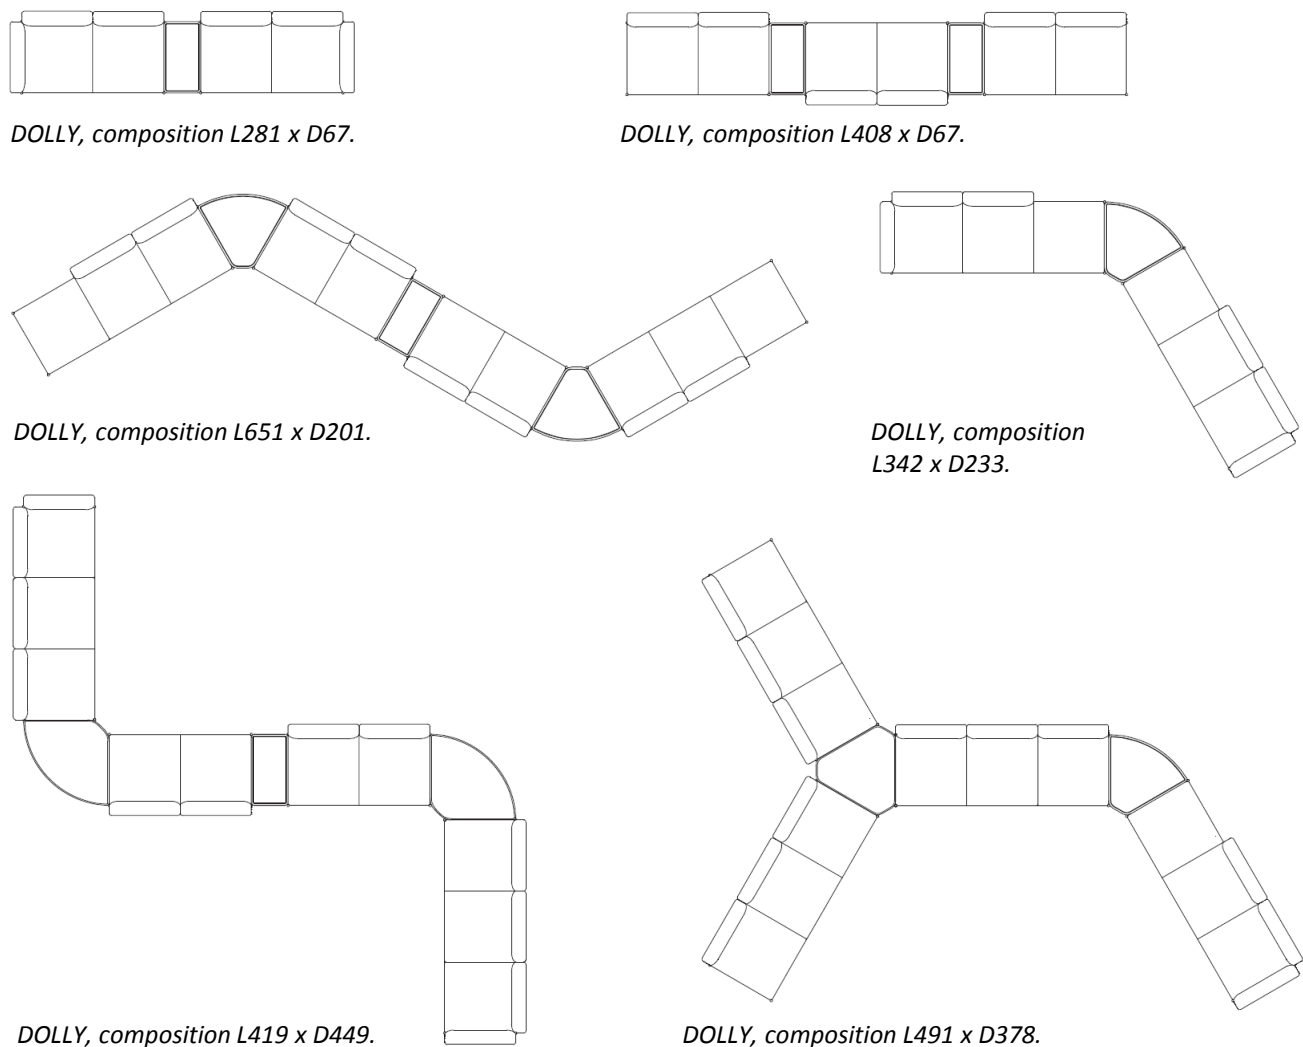 DOLLY, composition L281 x D67.
DOLLY, composition L408 x D67.
DOLLY, composition L651 x D201.
DOLLY, composition
L342 x D233.
DOLLY, composition L419 x D449.
DOLLY, composition L491 x D378.